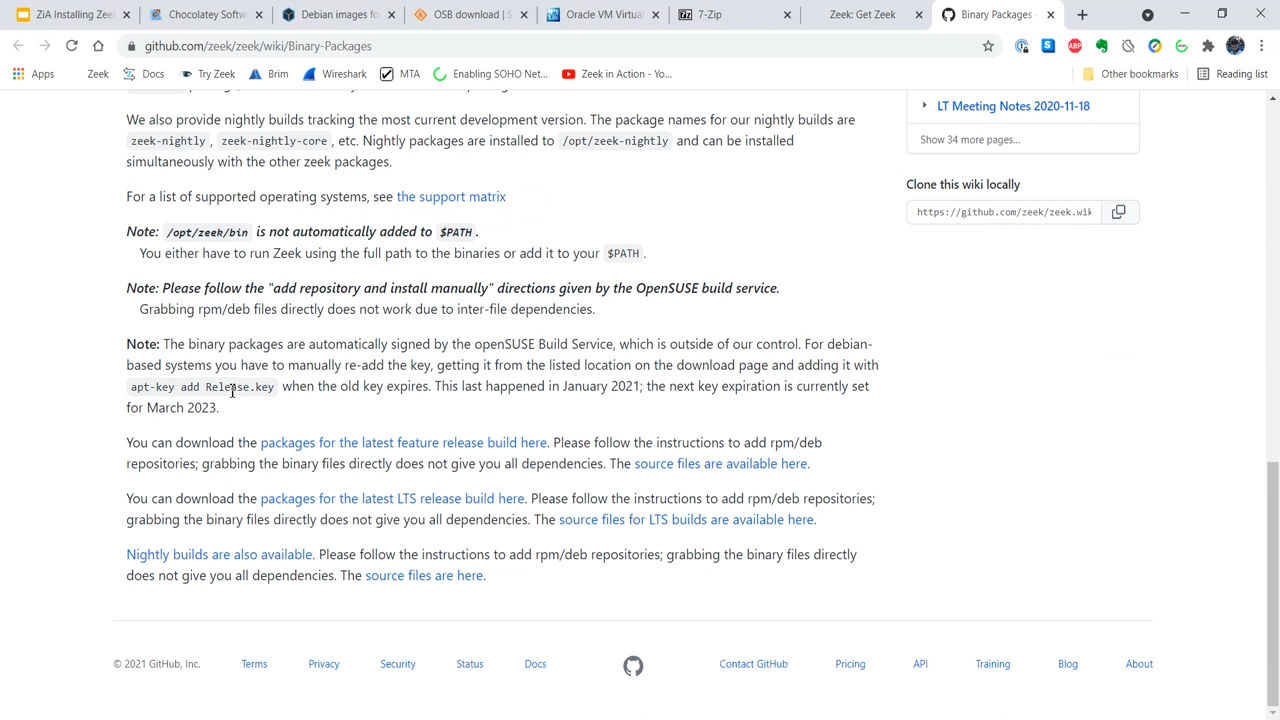 ZiA Installing Zeek
Chocolatey Softw
Debian images for
OSB download | S
Oracle VM Virtual
7-Zip
Zeek: Get Zeek
Binary Packages ·
github.com/zeek/zeek/wiki/Binary-Packages
Apps
Zeek
Docs
Try Zeek
Brim
Wireshark
MTA
Enabling SOHO Net...
Zeek in Action - Yo...
Other bookmarks
Reading list
We also provide nightly builds tracking the most current development version. The package names for our nightly builds are
zeek-nightly , zeek-nightly-core , etc. Nightly packages are installed to /opt/zeek-nightly and can be installed
simultaneously with the other zeek packages.
For a list of supported operating systems, see the support matrix
Note: /opt/zeek/bin is not automatically added to $PATH .
You either have to run Zeek using the full path to the binaries or add it to your $PATH .
Note: Please follow the "add repository and install manually" directions given by the OpenSUSE build service.
Grabbing rpm/deb files directly does not work due to inter-file dependencies.
Note: The binary packages are automatically signed by the openSUSE Build Service, which is outside of our control. For debian-
based systems you have to manually re-add the key, getting it from the listed location on the download page and adding it with
apt-key add Release.key when the old key expires. This last happened in January 2021; the next key expiration is currently set
for March 2023.
You can download the packages for the latest feature release build here. Please follow the instructions to add rpm/deb
repositories; grabbing the binary files directly does not give you all dependencies. The source files are available here.
You can download the packages for the latest LTS release build here. Please follow the instructions to add rpm/deb repositories;
grabbing the binary files directly does not give you all dependencies. The source files for LTS builds are available here.
Nightly builds are also available. Please follow the instructions to add rpm/deb repositories; grabbing the binary files directly
does not give you all dependencies. The source files are here.
LT Meeting Notes 2020-11-18
Show 34 more pages...
Clone this wiki locally
https://github.com/zeek/zeek.wik
© 2021 GitHub, Inc.
Terms
Privacy
Security
Status
Docs
Contact GitHub
Pricing
API
Training
Blog
About